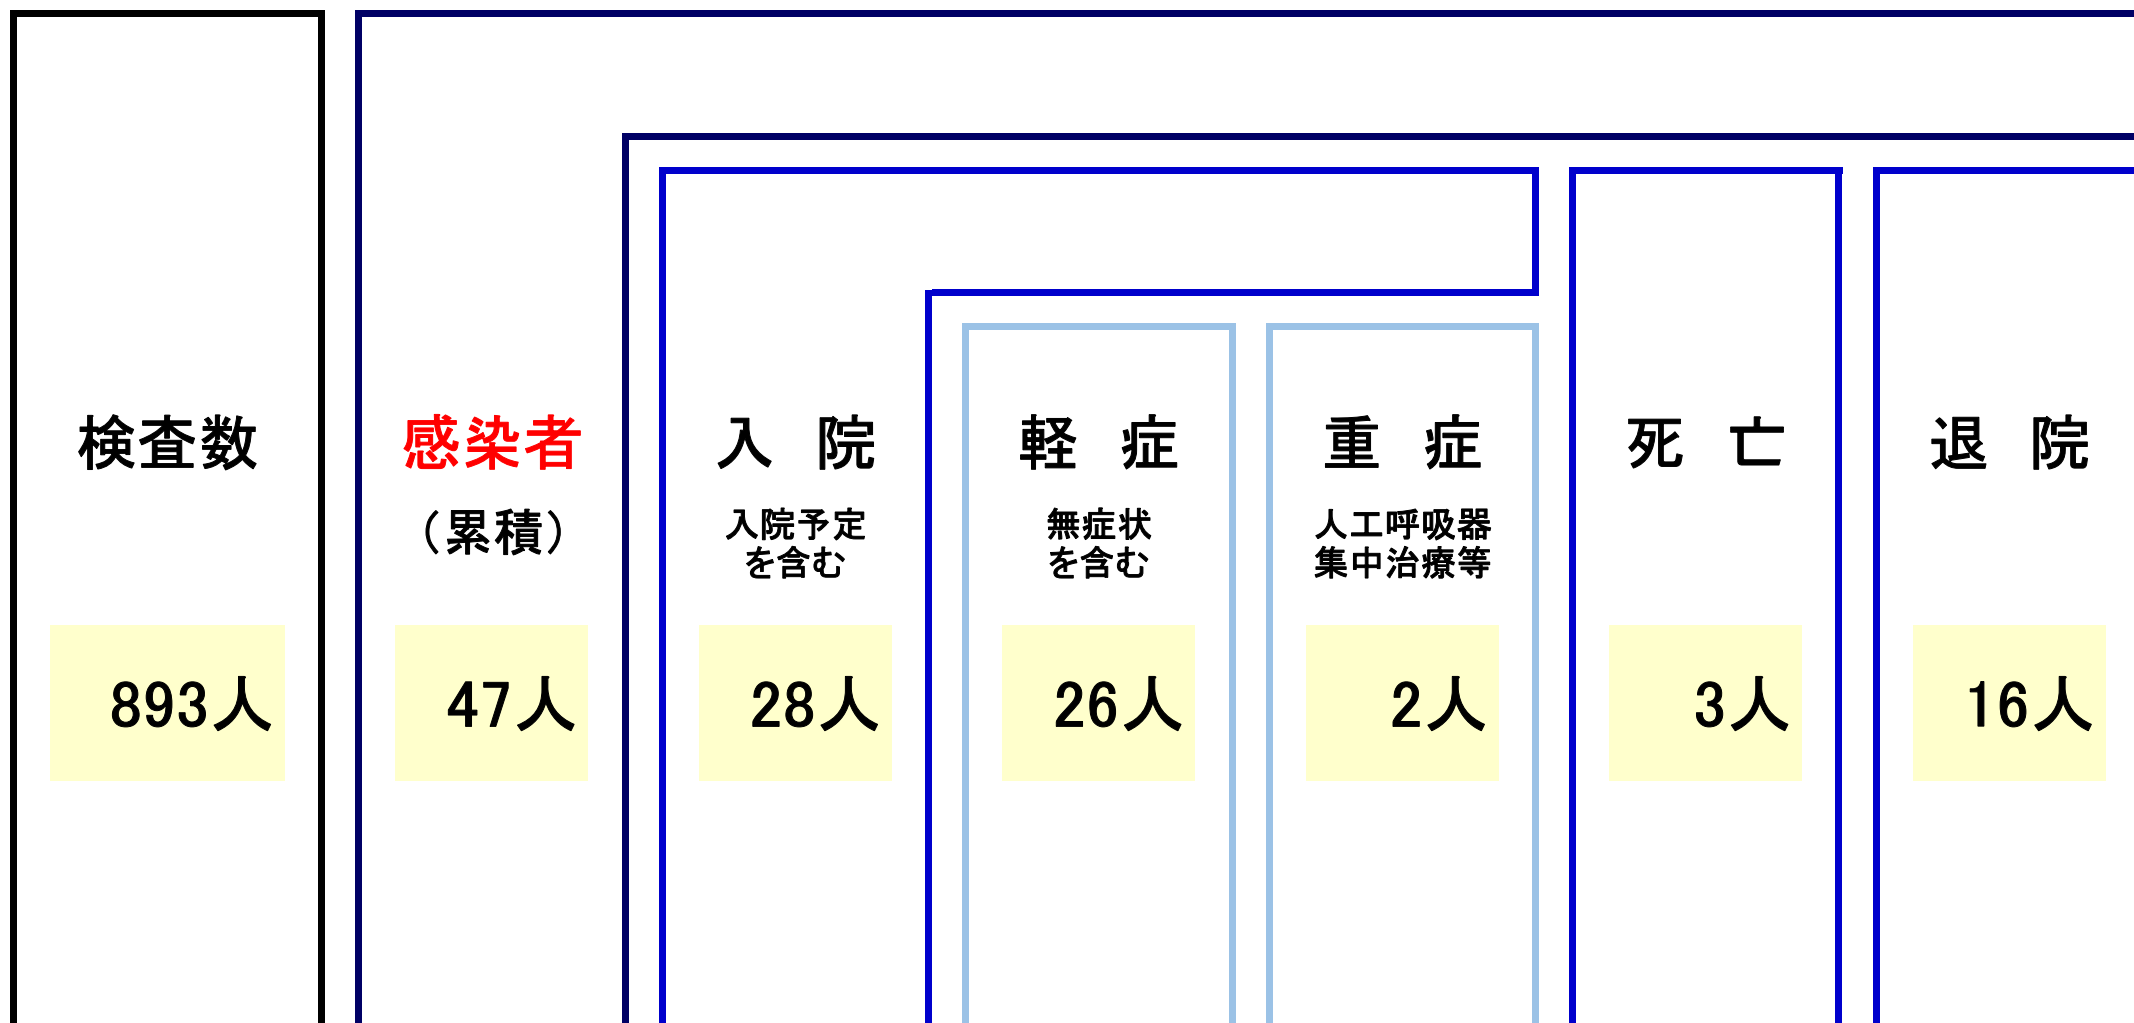 検査数
893人
感染者
（累積）
47人
入 院
入院予定
を含む
28人
軽 症
無症状
を含む
26人
重 症
人工呼吸器
集中治療等
2人
死 亡
3人
退 院
16人